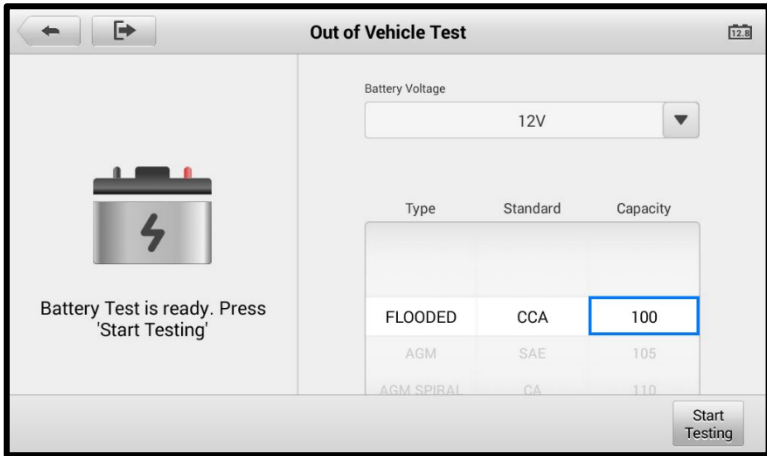 Out of Vehicle Test
12.8
Battery Voltage
12V
Type Standard Capacity
FLOODED CCA 100
AGM SAE 105
AGM SPIRAL CA 110
Battery Test is ready. Press
'Start Testing'
Start
Testing